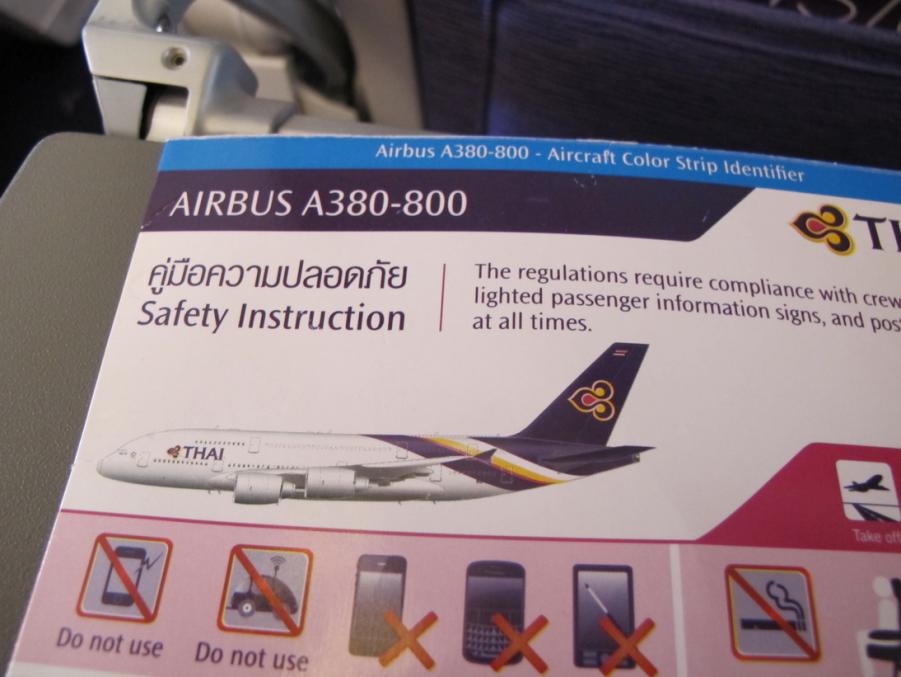 Airbus A380-800 - Aircraft Color Strip Identifier
AIRBUS A380-800
คู่มือความปลอดภัย
Safety Instruction
The regulations require compliance with crew
lighted passenger information signs, and
at all times.
THAI
Take off
Do not use
Do not use